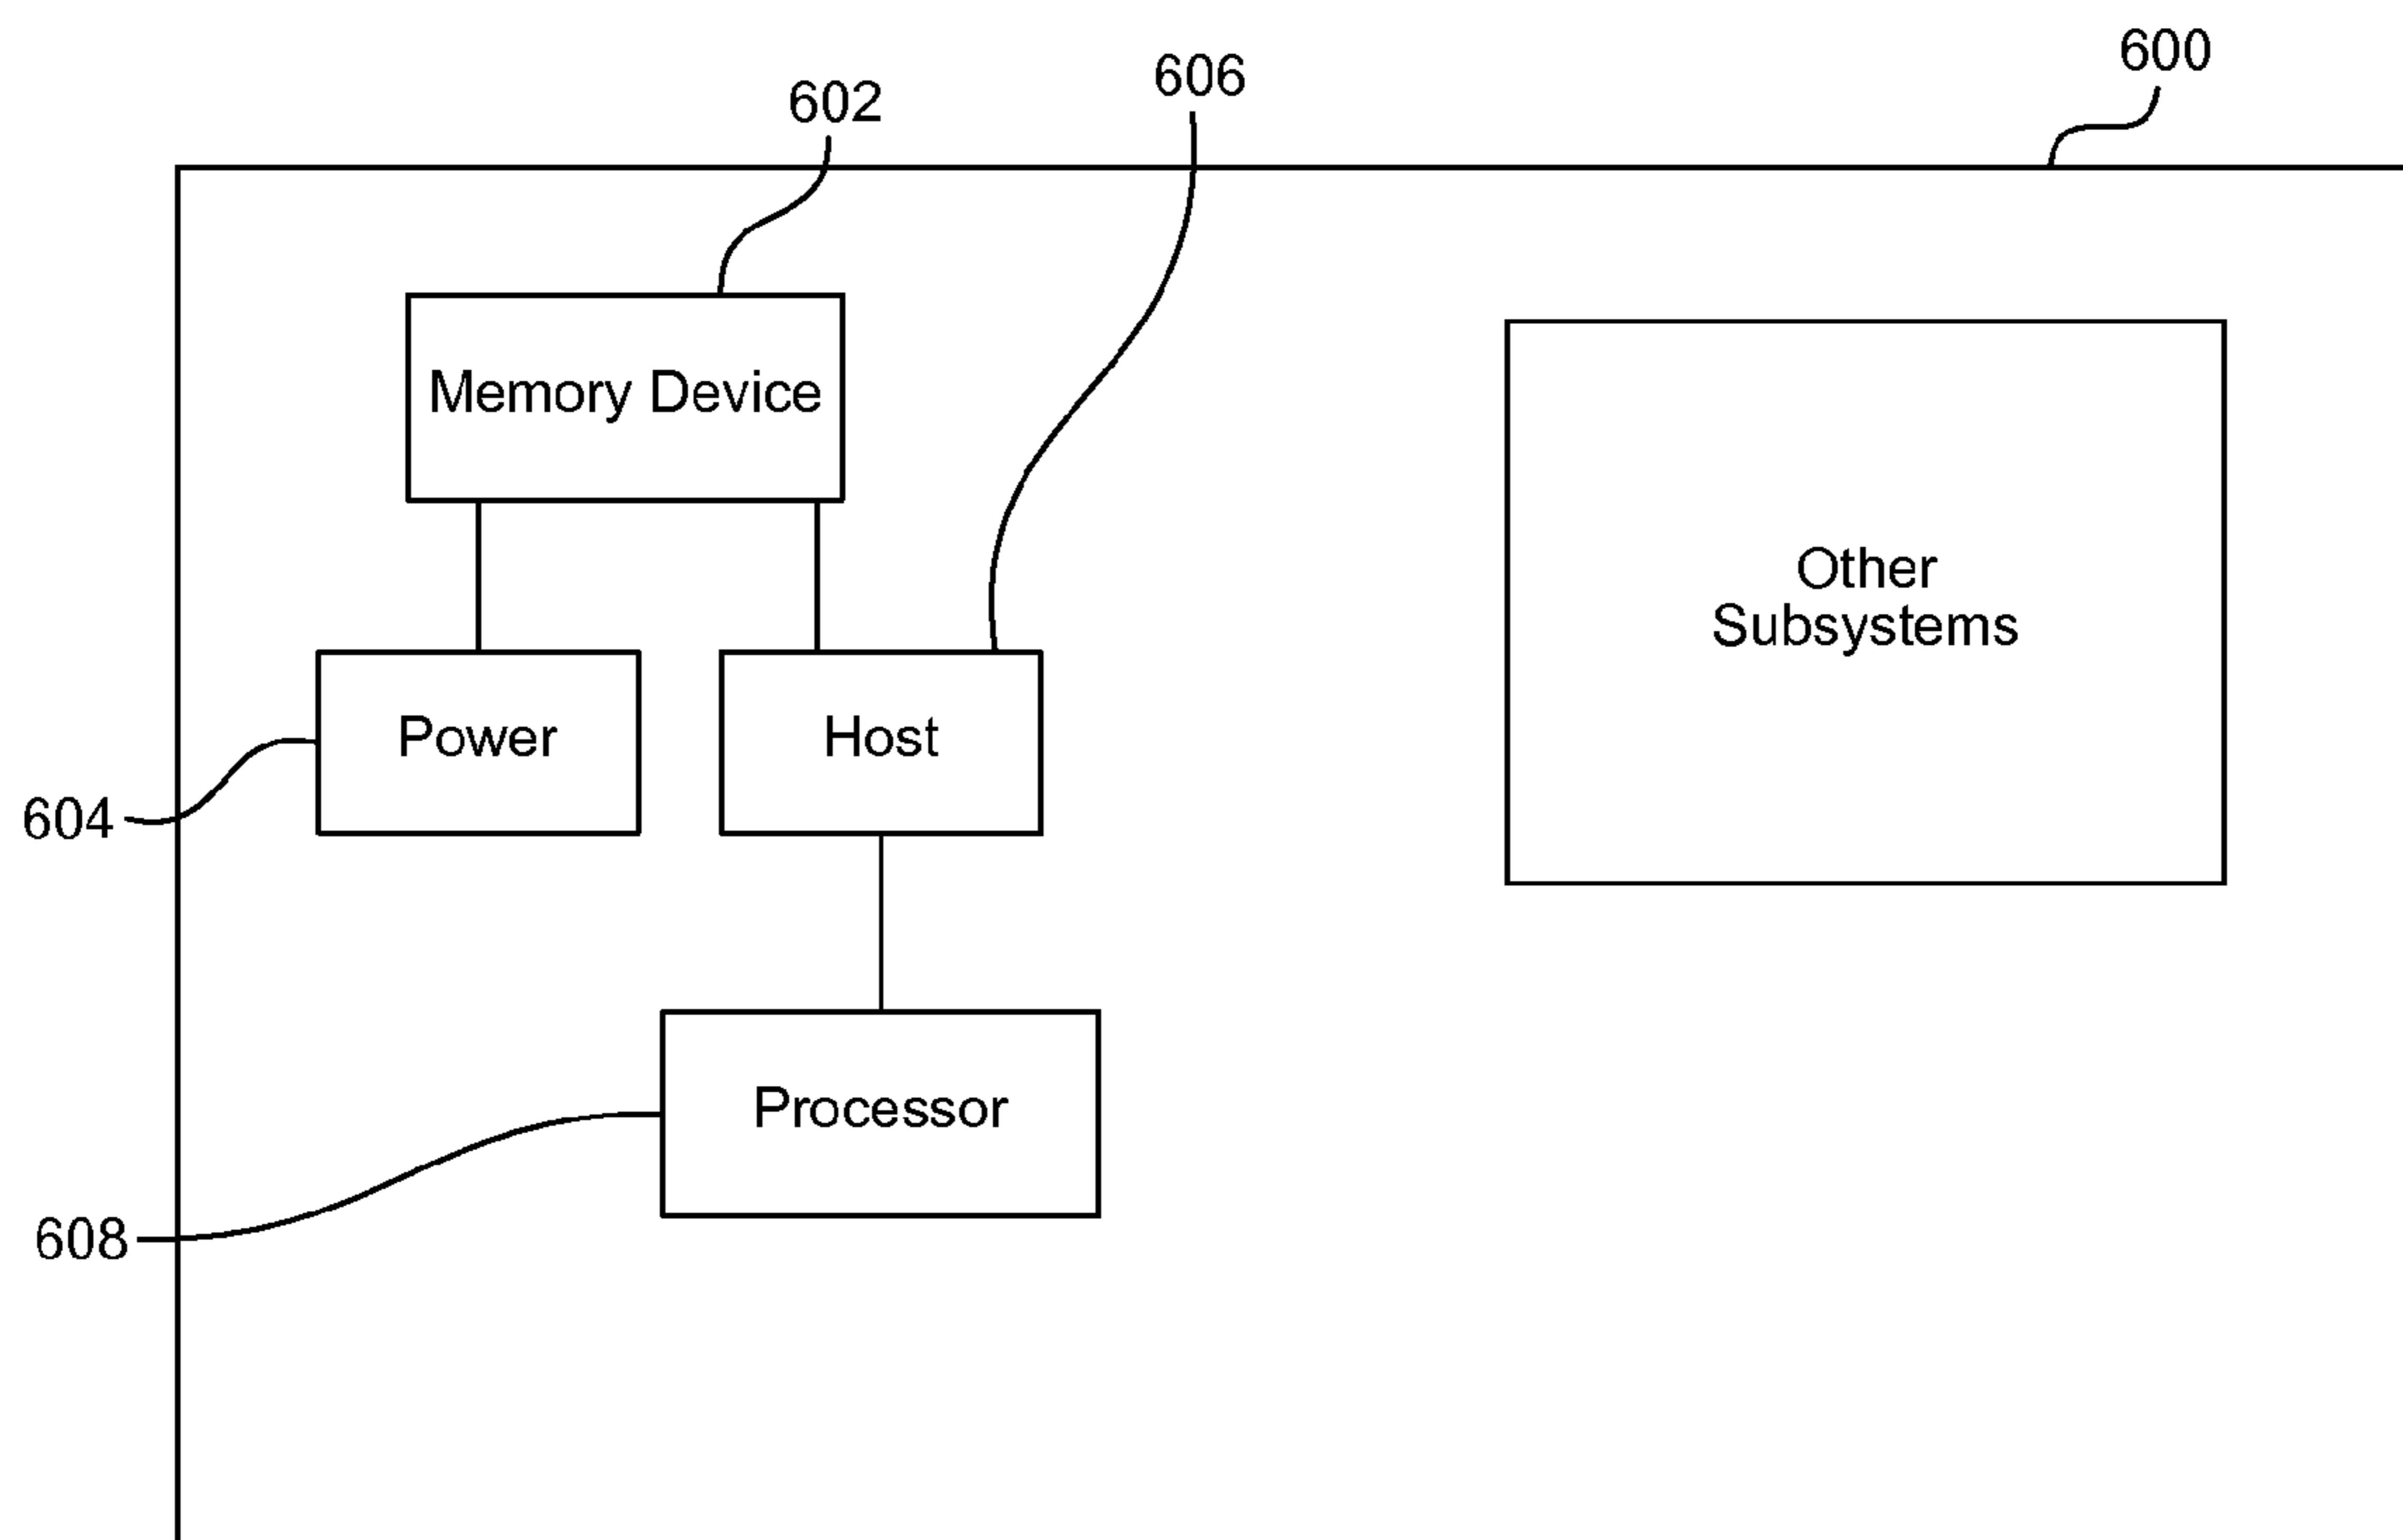 600
606
602
Memory Device
Other
Subsystems
Power
Host
604
Processor
608